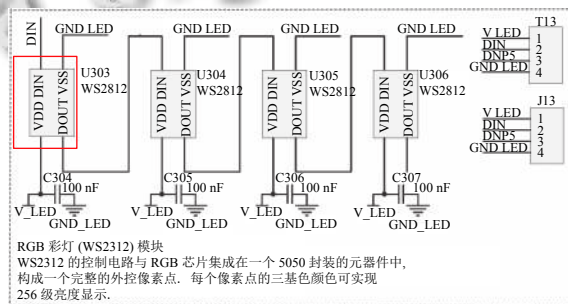 DIN
GND LED
GND LED
GND LED
GND LED
T13
V LED 1
DIN 2
DNP5 3
GND LED 4
U303
WS2812
VDD DIN
DOUT VSS
U304
WS2812
VDD DIN
DOUT VSS
U305
WS2812
VDD DIN
DOUT VSS
U306
WS2812
VDD DIN
DOUT VSS
J13
V LED 1
DIN 2
DNP5 3
GND LED 4
C304
100 nF
V_LED
GND_LED
C305
100 nF
V_LED
GND_LED
C306
100 nF
V_LED
GND_LED
C307
100 nF
V_LED
GND_LED
RGB 彩灯 (WS2312) 模块
WS2312 的控制电路与 RGB 芯片集成在一个 5050 封装的元器件中,
构成一个完整的外控像素点. 每个像素点的三基色颜色可实现
256 级亮度显示.